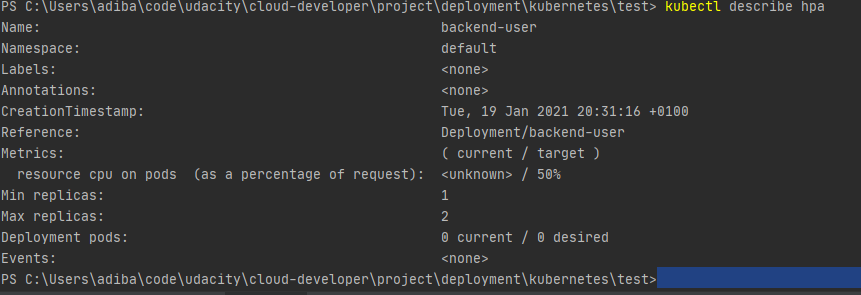 PS C:\Users\adiba\code\udacity\cloud-developer\project\deployment\kubernetes\test> kubectl describe hpa
Name: backend-user
Namespace: default
Labels: <none>
Annotations: <none>
CreationTimestamp: Tue, 19 Jan 2021 20:31:16 +0100
Reference: Deployment/backend-user
Metrics: ( current / target )
  resource cpu on pods  (as a percentage of request): <unknown> / 50%
Min replicas: 1
Max replicas: 2
Deployment pods: 0 current / 0 desired
Events: <none>
PS C:\Users\adiba\code\udacity\cloud-developer\project\deployment\kubernetes\test>